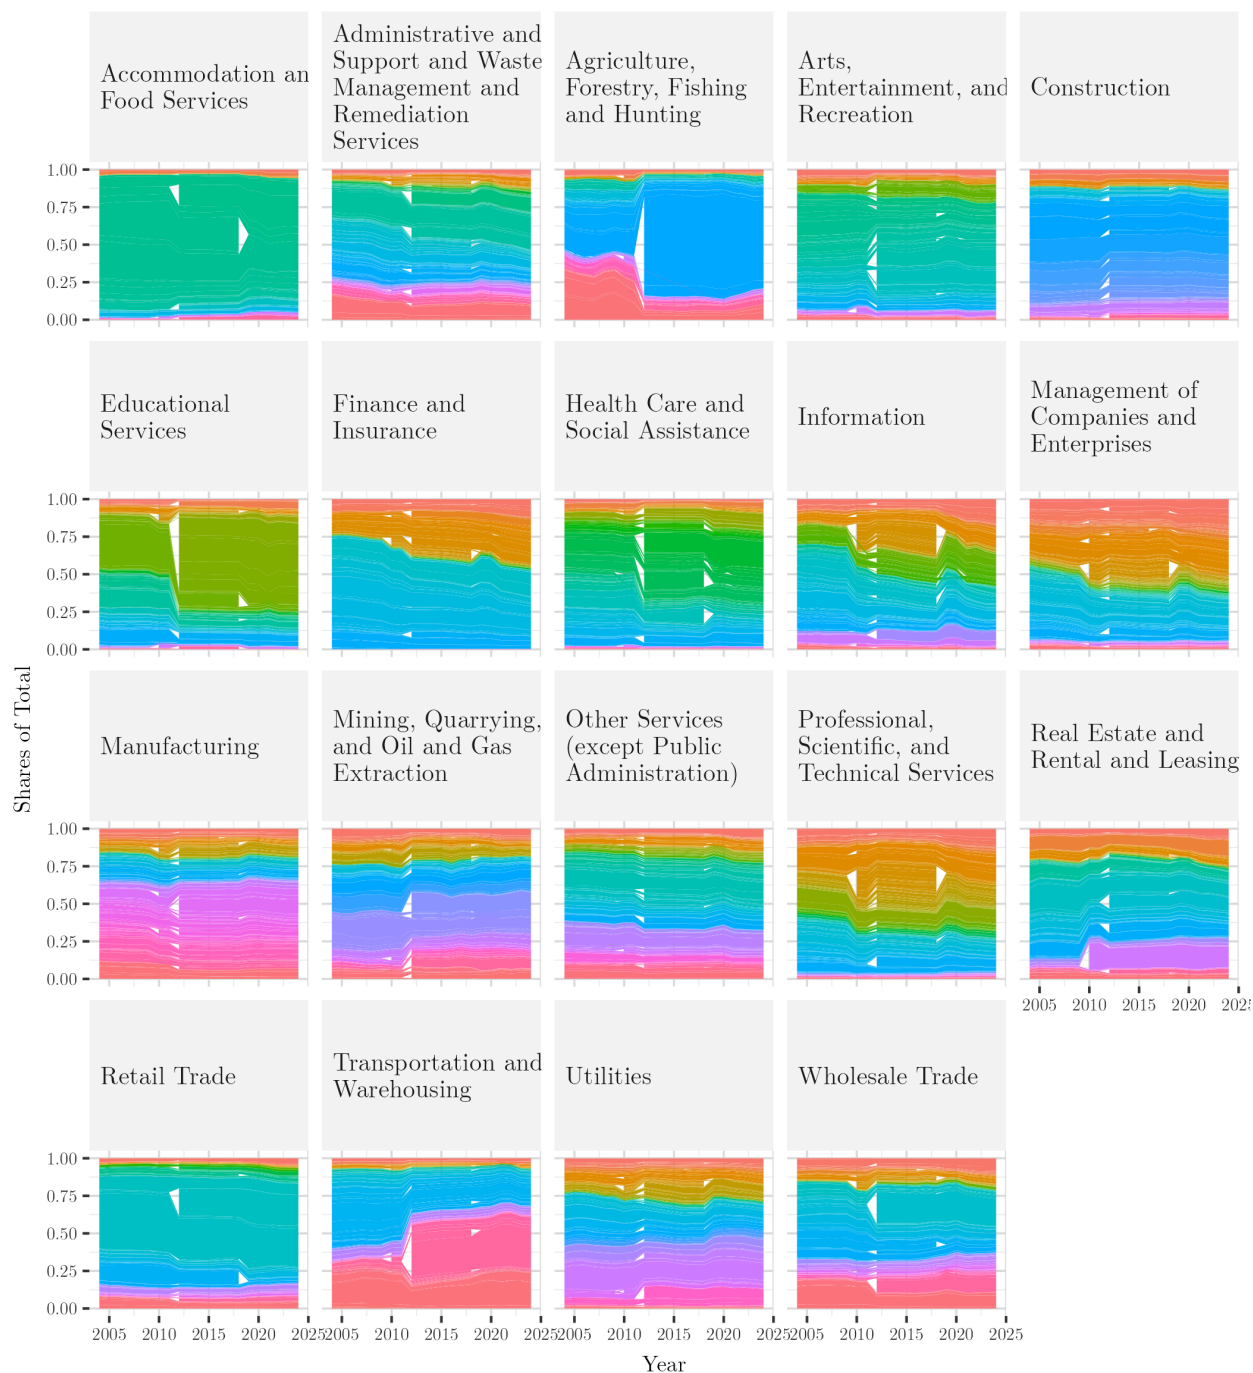 Accommodation an
Food Services
Administrative and
Support and Waste
Management and
Remediation
Services
Agriculture,
Forestry, Fishing
and Hunting
Arts,
Entertainment, and
Recreation
Construction
1.00
0.75
0.50
0.25
0.00
Educational
Services
Finance and
Insurance
Health Care and
Social Assistance
Information
Management of
Companies and
Enterprises
1.00
0.75
0.50
0.25
0.00
Shares of Total
Manufacturing
Mining, Quarrying,
and Oil and Gas
Extraction
Other Services
(except Public
Administration)
Professional,
Scientific, and
Technical Services
Real Estate and
Rental and Leasing
1.00
0.75
0.50
0.25
0.00
2005 2010 2015 2020 2025
Retail Trade
Transportation and
Warehousing
Utilities
Wholesale Trade
1.00
0.75
0.50
0.25
0.00
2005 2010 2015 2020 2025 2005 2010 2015 2020 2025 2005 2010 2015 2020 2025 2005 2010 2015 2020 2025
Year